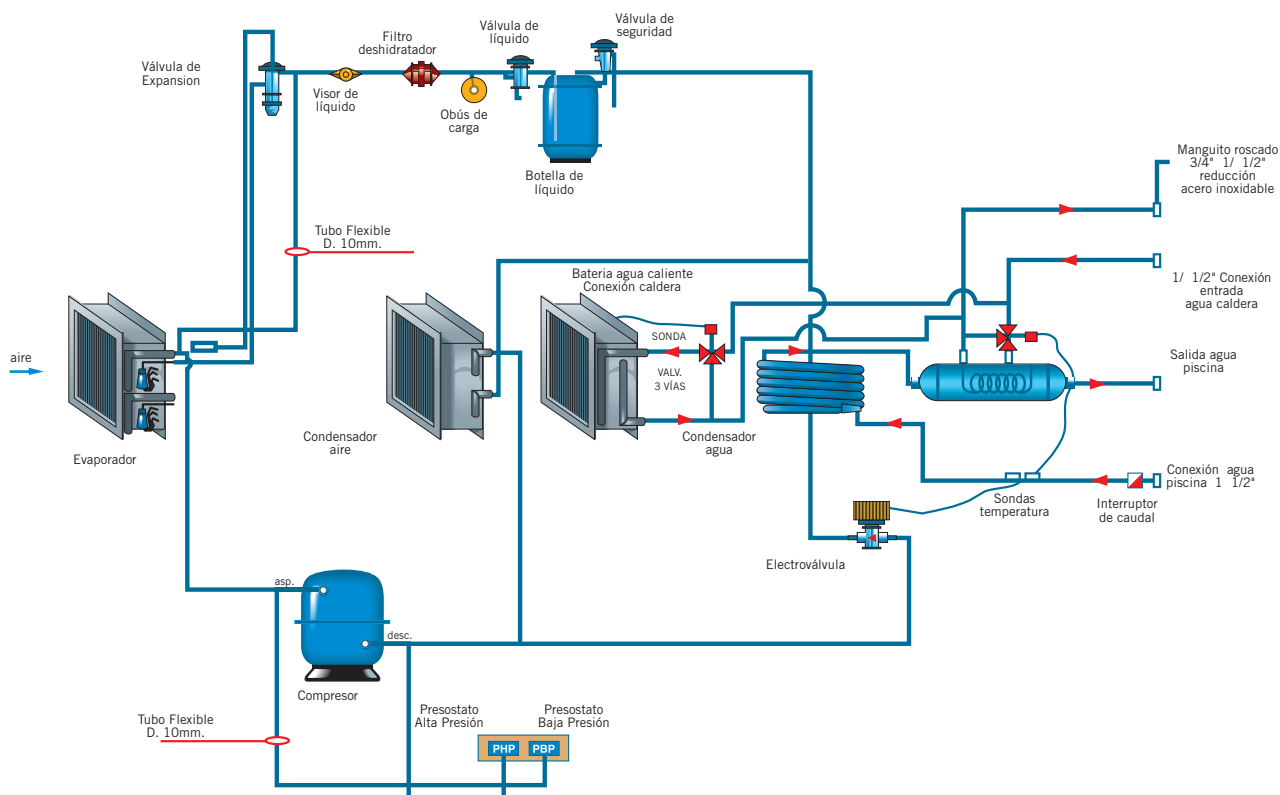 Válvula de
Expansion
Filtro
deshidratador
Visor de
líquido
Obús de
carga
Válvula de
líquido
Válvula de
seguridad
Botella de
líquido
Manguito roscado
3/4" 1/ 1/2"
reducción
acero inoxidable
Tubo Flexible
D. 10mm.
Bateria agua caliente
Conexión caldera
1/ 1/2" Conexión
entrada
agua caldera
SONDA
VALV.
3 VÍAS
aire
Salida agua
piscina
Evaporador
Condensador
aire
Condensador
agua
Conexión agua
piscina 1 1/2"
Sondas
temperatura
Interruptor
de caudal
Electroválvula
asp.
desc.
Compresor
Tubo Flexible
D. 10mm.
Presostato
Alta Presión
Presostato
Baja Presión
PHP
PBP